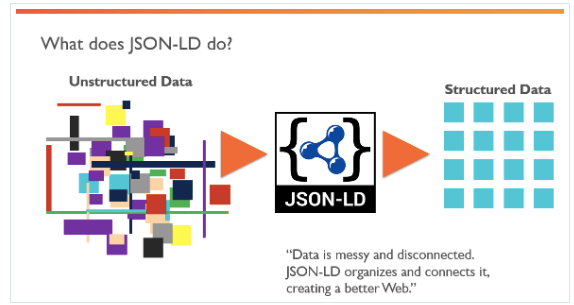 What does JSON-LD do?
Unstructured Data
Structured Data
{ }
JSON-LD
“Data is messy and disconnected.
JSON-LD organizes and connects it,
creating a better Web.”